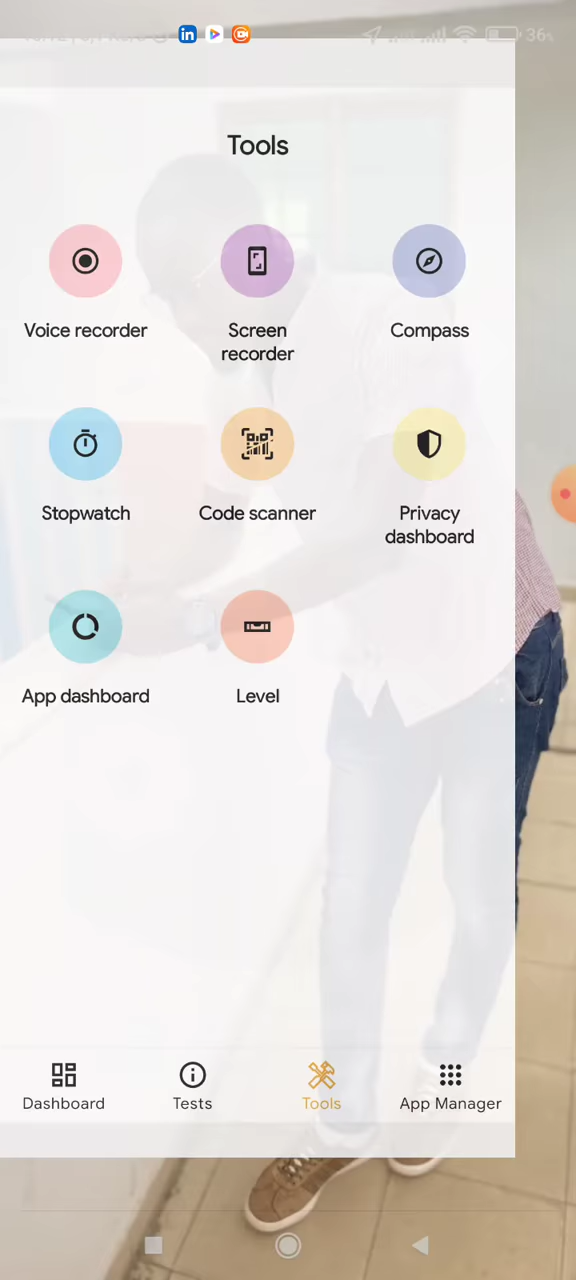 36%
Tools
Voice recorder
Screen
recorder
Compass
Stopwatch
Code scanner
Privacy
dashboard
App dashboard
Level
Dashboard
Tests
Tools
App Manager